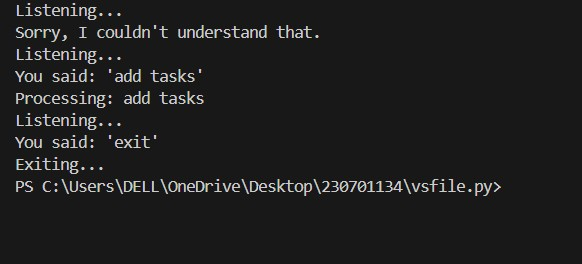 Listening...
Sorry, I couldn't understand that.
Listening...
You said: 'add tasks'
Processing: add tasks
Listening...
You said: 'exit'
Exiting...
PS C:\Users\DELL\OneDrive\Desktop\230701134\vsfile.py>